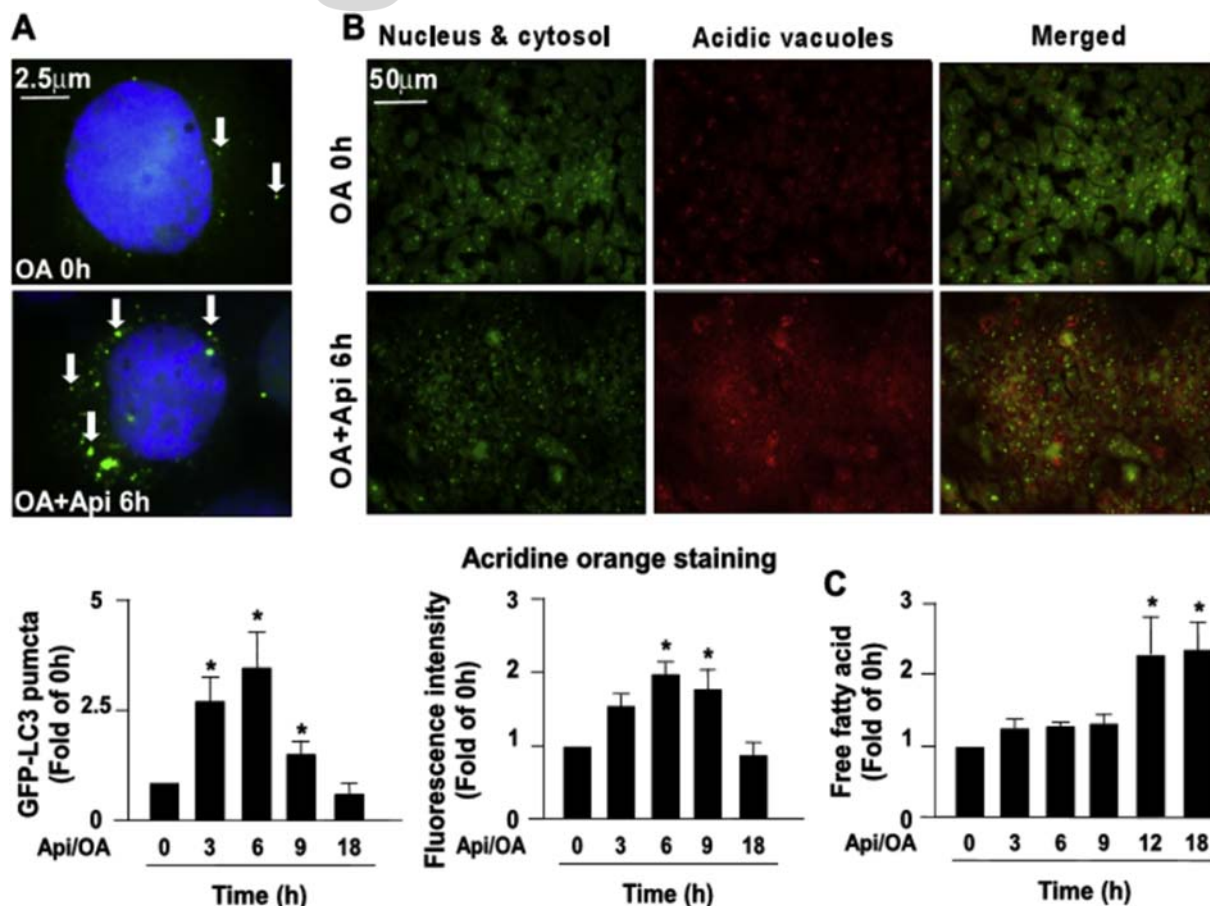 A
B
Nucleus & cytosol
Acidic vacuoles
Merged
2.5μm
50μm
OA 0h
OA 0h
OA+Api 6h
OA+Api 6h
Acridine orange staining
C
GFP-LC3 pumcta
(Fold of 0h)
5
2.5
0
* * *
Api/OA 0 3 6 9 18
Time (h)
Fluorescence intensity
(Fold of 0h)
3
2
1
0
* *
Api/OA 0 3 6 9 18
Time (h)
Free fatty acid
(Fold of 0h)
3
2
1
0
* *
Api/OA 0 3 6 9 12 18
Time (h)